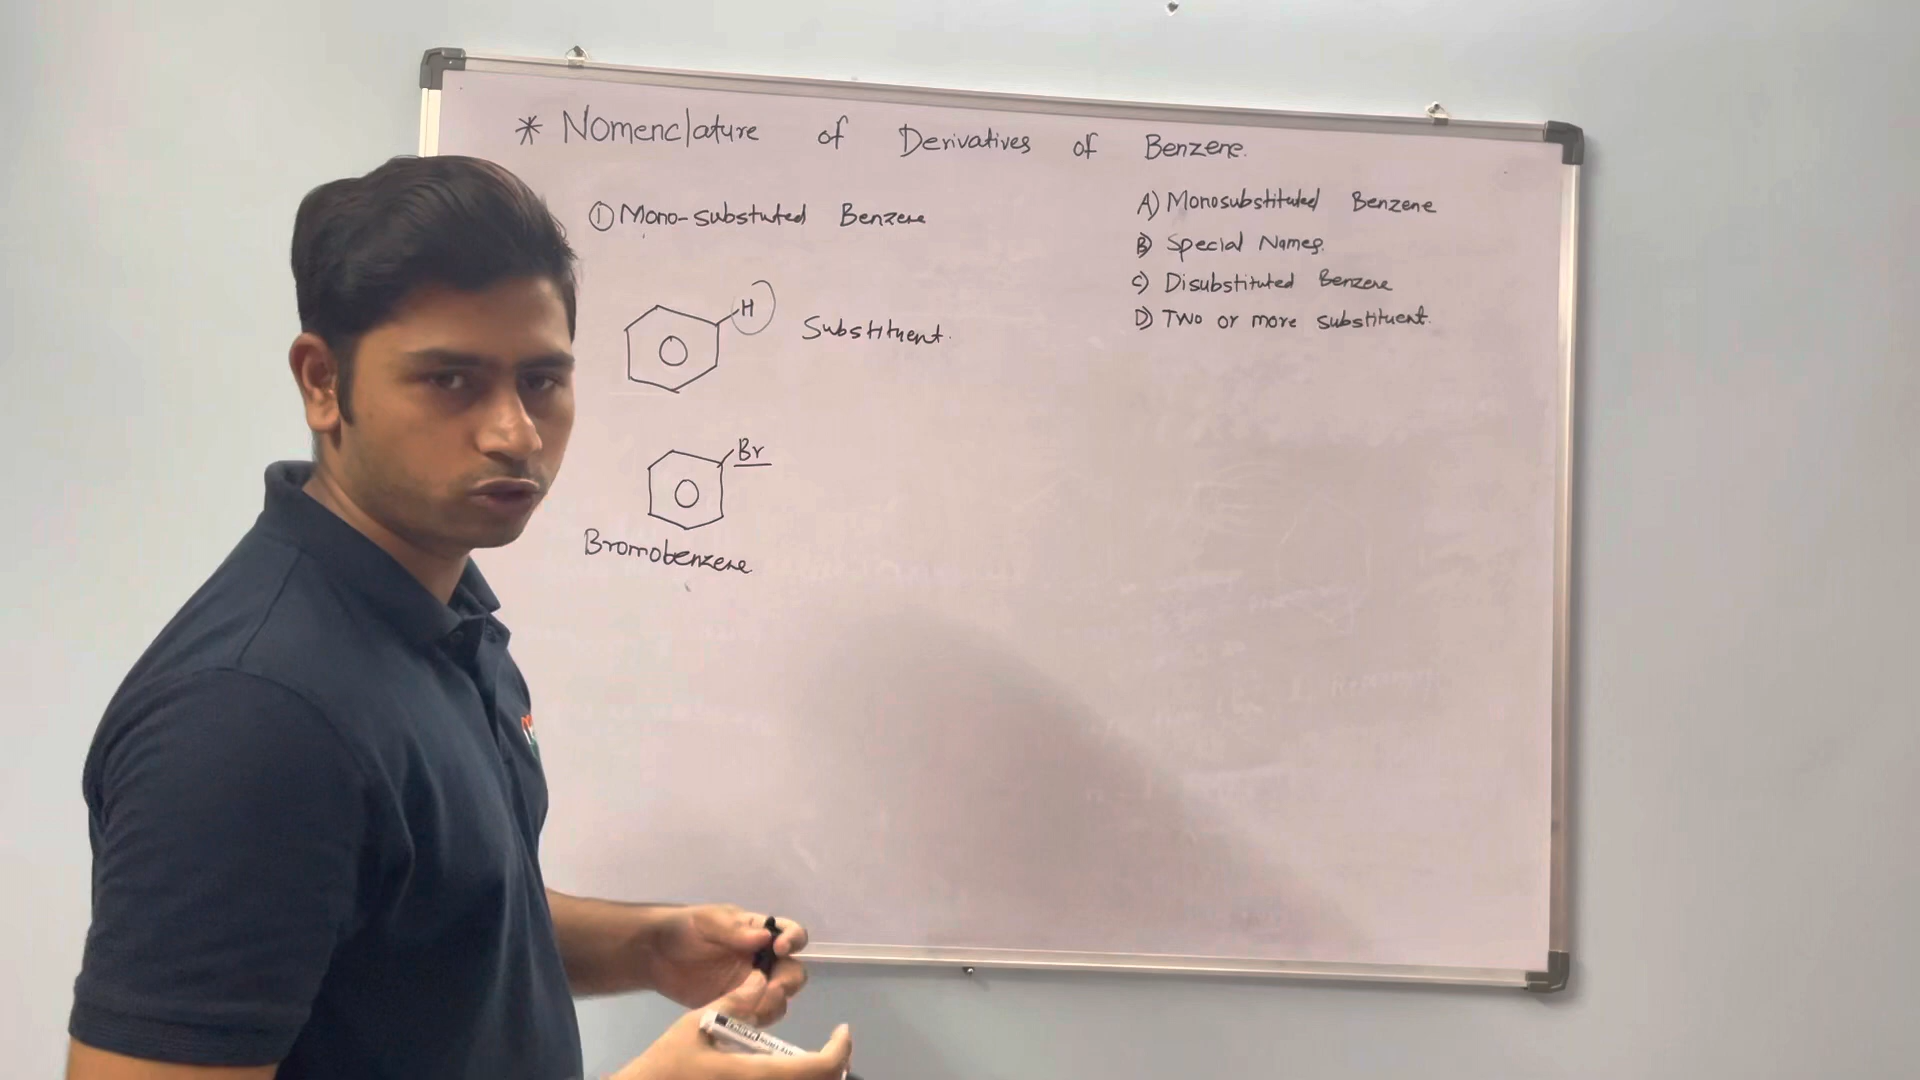 * Nomenclature of Derivatives of Benzene.
① Mono-substuted Benzene
H
Substituent.
Br
Bromobenzene
A) Monosubstituted Benzene
B) Special Names.
C) Disubstituted Benzene
D) Two or more substituent.